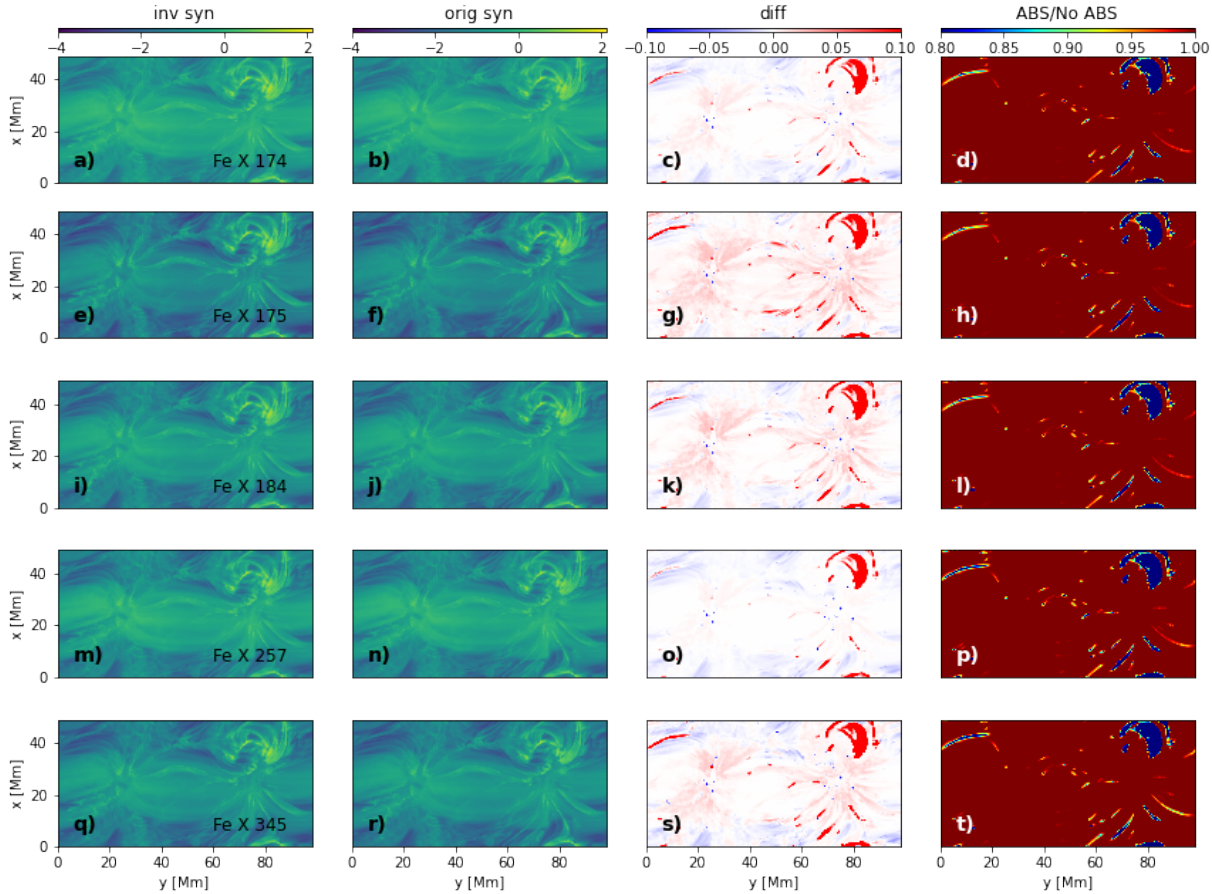 inv syn orig syn diff ABS/No ABS
−4 −2 0 2 −4 −2 0 2 −0.10 −0.05 0.00 0.05 0.10 0.80 0.85 0.90 0.95 1.00
40
x [Mm] 20
a) Fe X 174 b) c) d)
0
40
x [Mm] 20
e) Fe X 175 f) g) h)
0
40
x [Mm] 20
i) Fe X 184 j) k) l)
0
40
x [Mm] 20
m) Fe X 257 n) o) p)
0
40
x [Mm] 20
q) Fe X 345 r) s) t)
0
0 20 40 60 80 0 20 40 60 80 0 20 40 60 80 0 20 40 60 80
y [Mm] y [Mm] y [Mm] y [Mm]